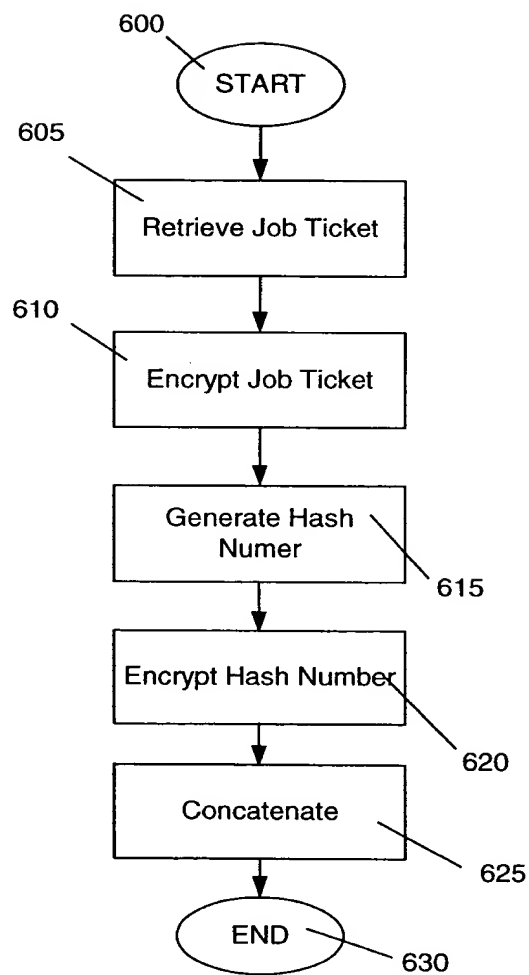 600
START
605
Retrieve Job Ticket
610
Encrypt Job Ticket
Generate Hash
Numer
615
Encrypt Hash Number
620
Concatenate
625
END
630